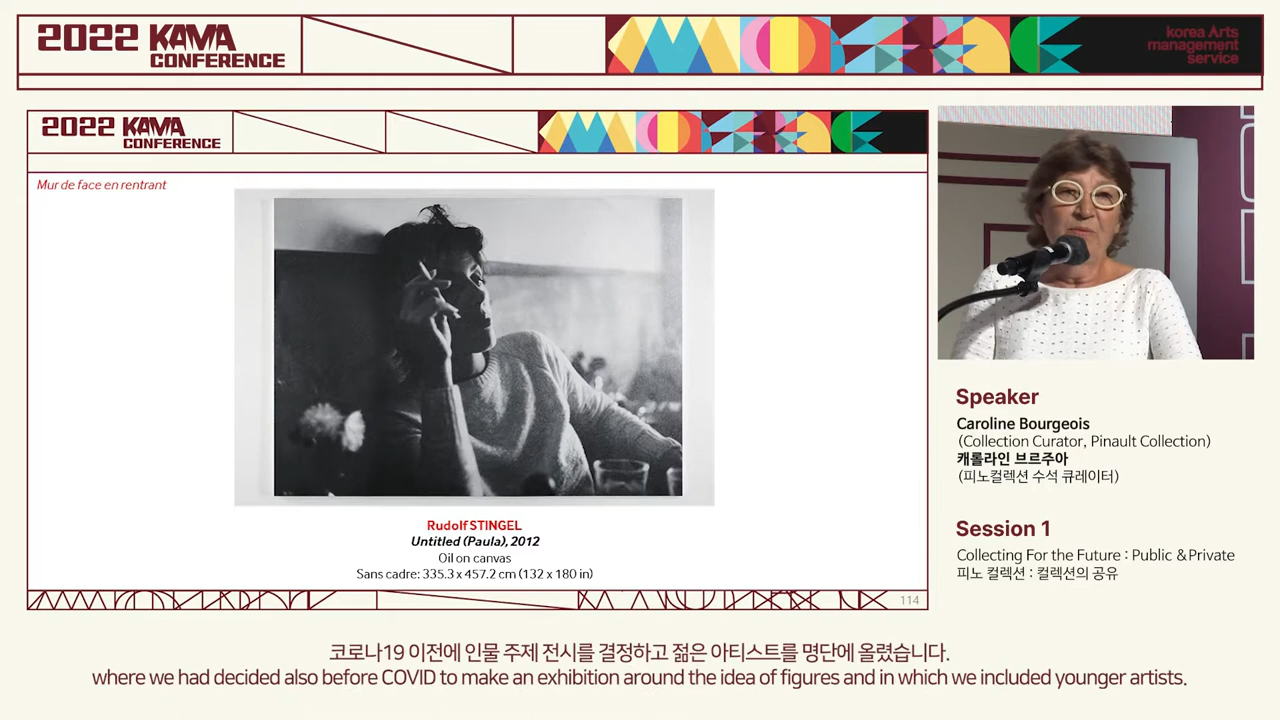 2022 KAMA
CONFERENCE
korea Arts
management
service
2022 KAMA
CONFERENCE
Mur de face en rentrant
Rudolf STINGEL
Untitled (Paula), 2012
Oil on canvas
Sans cadre: 335.3 x 457.2 cm (132 x 180 in)
114
Speaker
Caroline Bourgeois
(Collection Curator, Pinault Collection)
캐롤라인 브르주아
(피노컬렉션 수석 큐레이터)
Session 1
Collecting For the Future : Public & Private
피노 컬렉션 : 컬렉션의 공유
코로나19 이전에 인물 주제 전시를 결정하고 젊은 아티스트를 명단에 올렸습니다.
where we had decided also before COVID to make an exhibition around the idea of figures and in which we included younger artists.